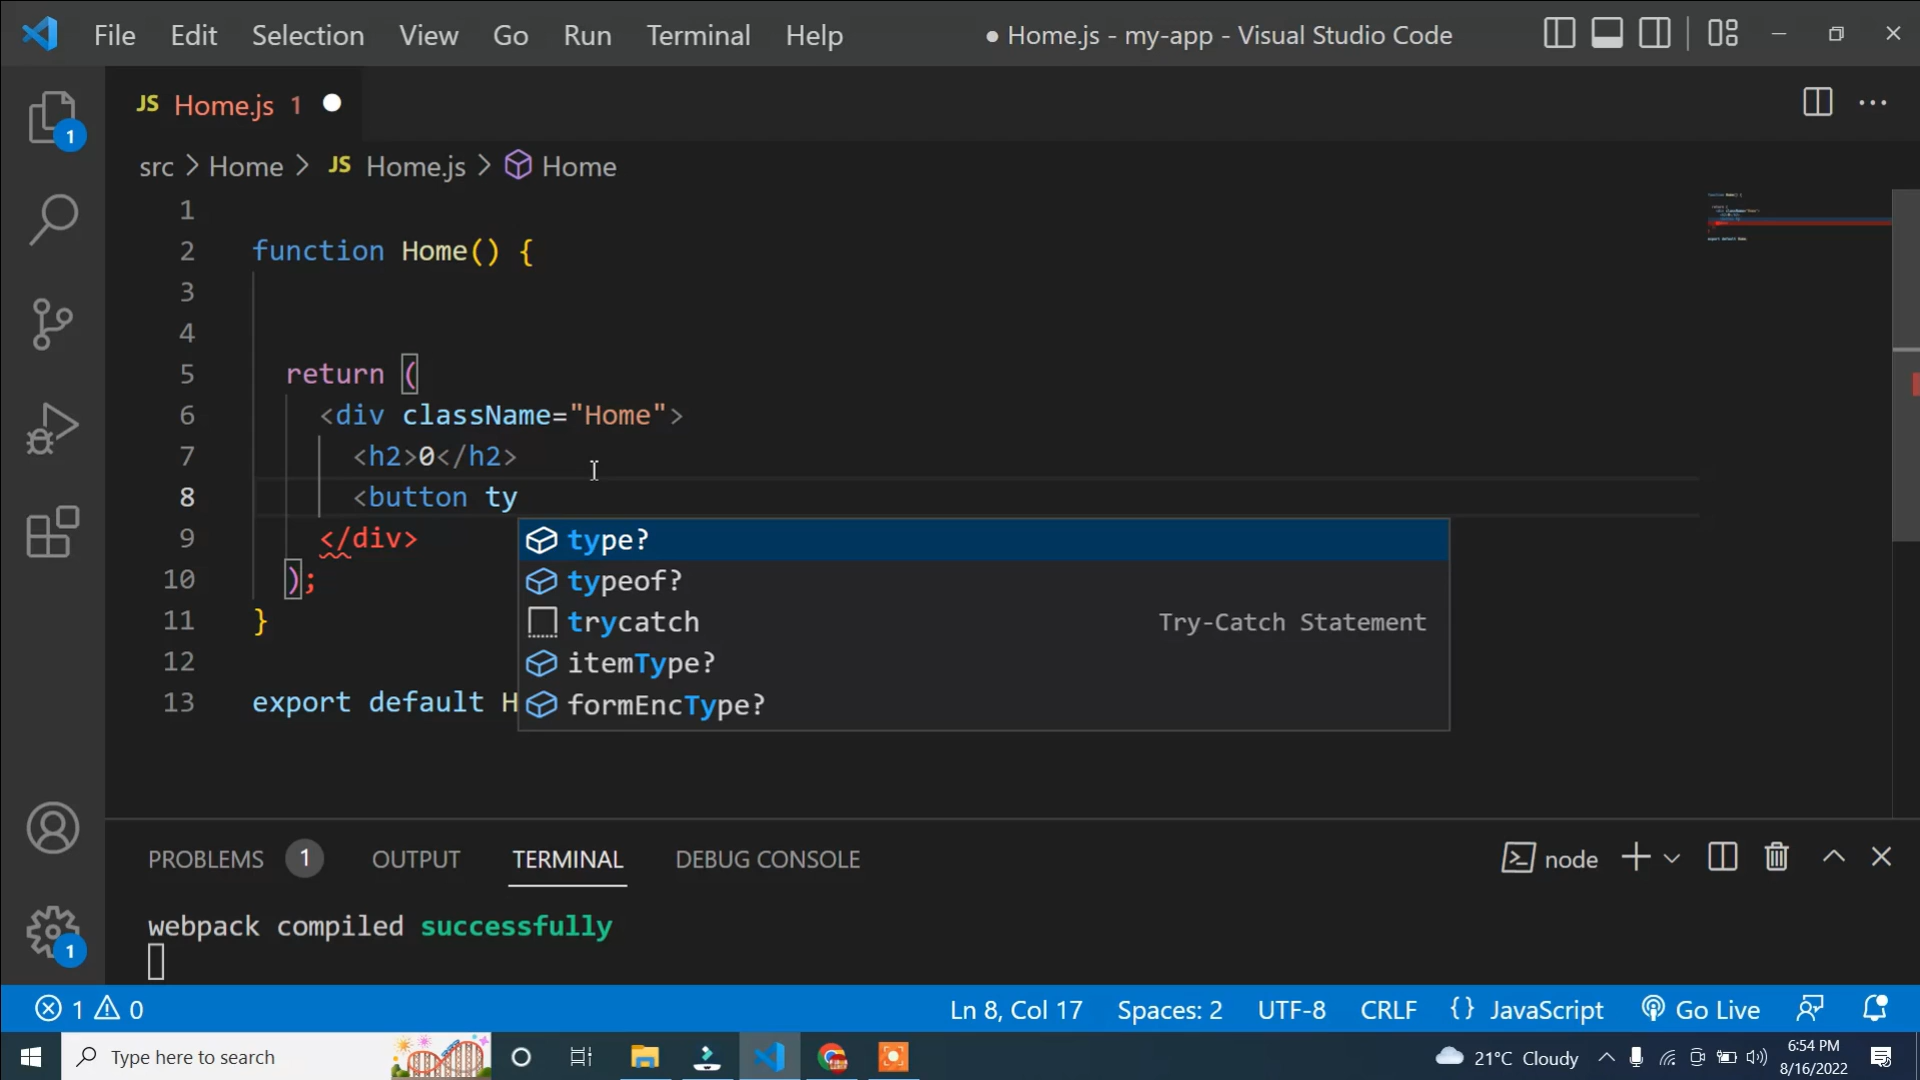 File Edit Selection View Go Run Terminal Help ● Home.js - my-app - Visual Studio Code
JS Home.js 1
src > Home > JS Home.js > Home
1
2 function Home() {
3
4
5 return (
6 <div className="Home">
7 <h2>0</h2>
8 <button ty
9 </div>
10 );
11 }
12
13 export default H
type?
typeof?
trycatch Try-Catch Statement
itemType?
formEncType?
1
PROBLEMS 1 OUTPUT TERMINAL DEBUG CONSOLE node
webpack compiled successfully
1
1 0 Ln 8, Col 17 Spaces: 2 UTF-8 CRLF {} JavaScript Go Live
Type here to search 21°C Cloudy 6:54 PM
8/16/2022